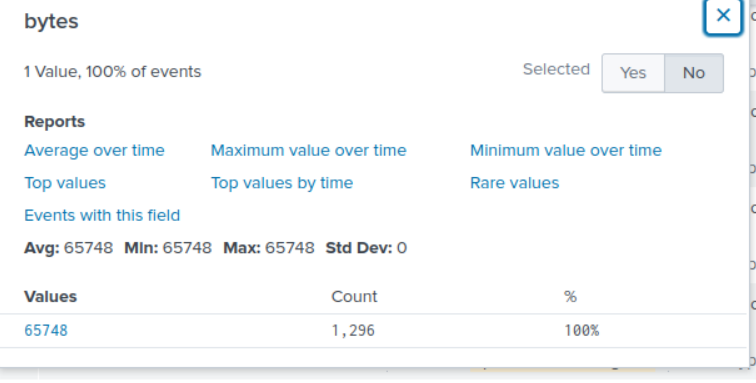 bytes
1 Value, 100% of events Selected Yes No
Reports
Average over time Maximum value over time Minimum value over time
Top values Top values by time Rare values
Events with this field
Avg: 65748 Min: 65748 Max: 65748 Std Dev: 0
Values Count %
65748 1,296 100%